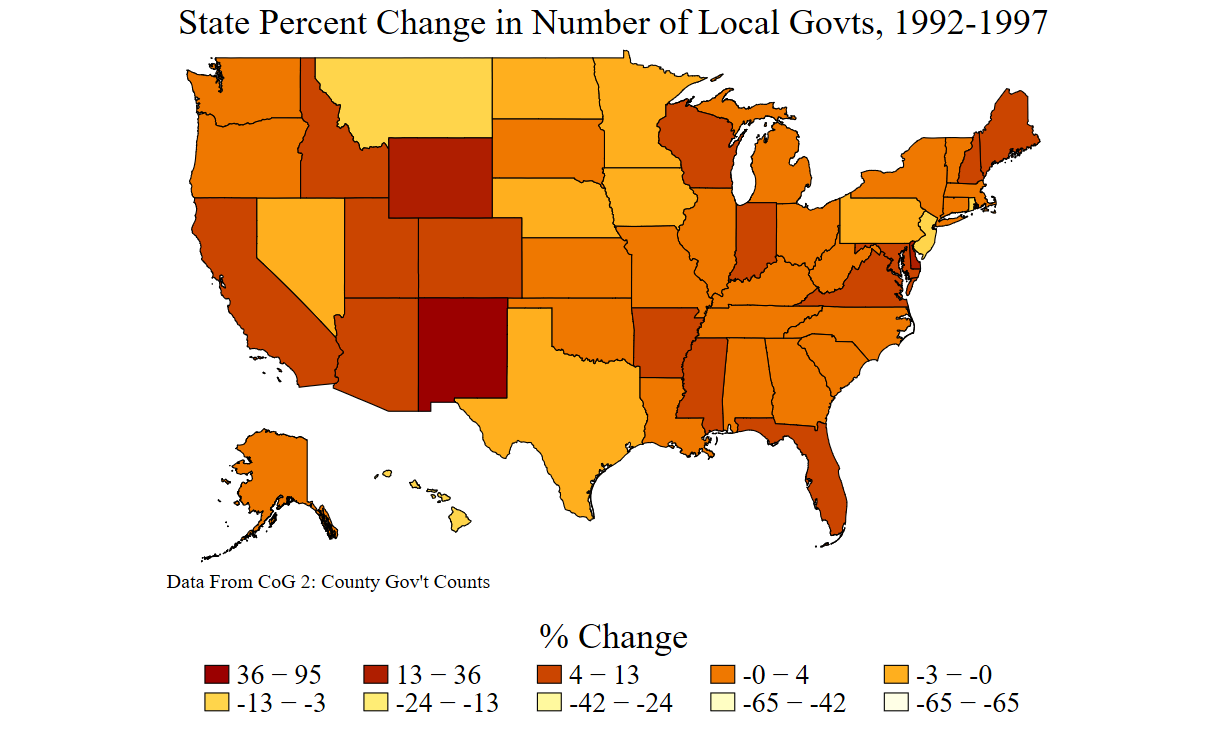 State Percent Change in Number of Local Govts, 1992-1997
Data From CoG 2: County Gov't Counts
% Change
36 − 95 13 − 36 4 − 13 -0 − 4 -3 − -0
-13 − -3 -24 − -13 -42 − -24 -65 − -42 -65 − -65